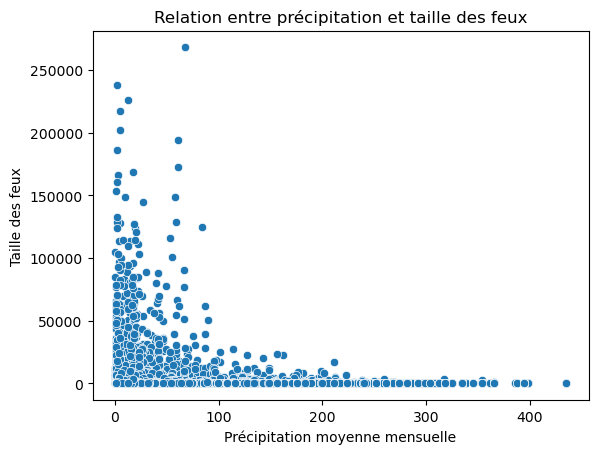 Relation entre précipitation et taille des feux
Taille des feux
250000
200000
150000
100000
50000
0
0 100 200 300 400
Précipitation moyenne mensuelle